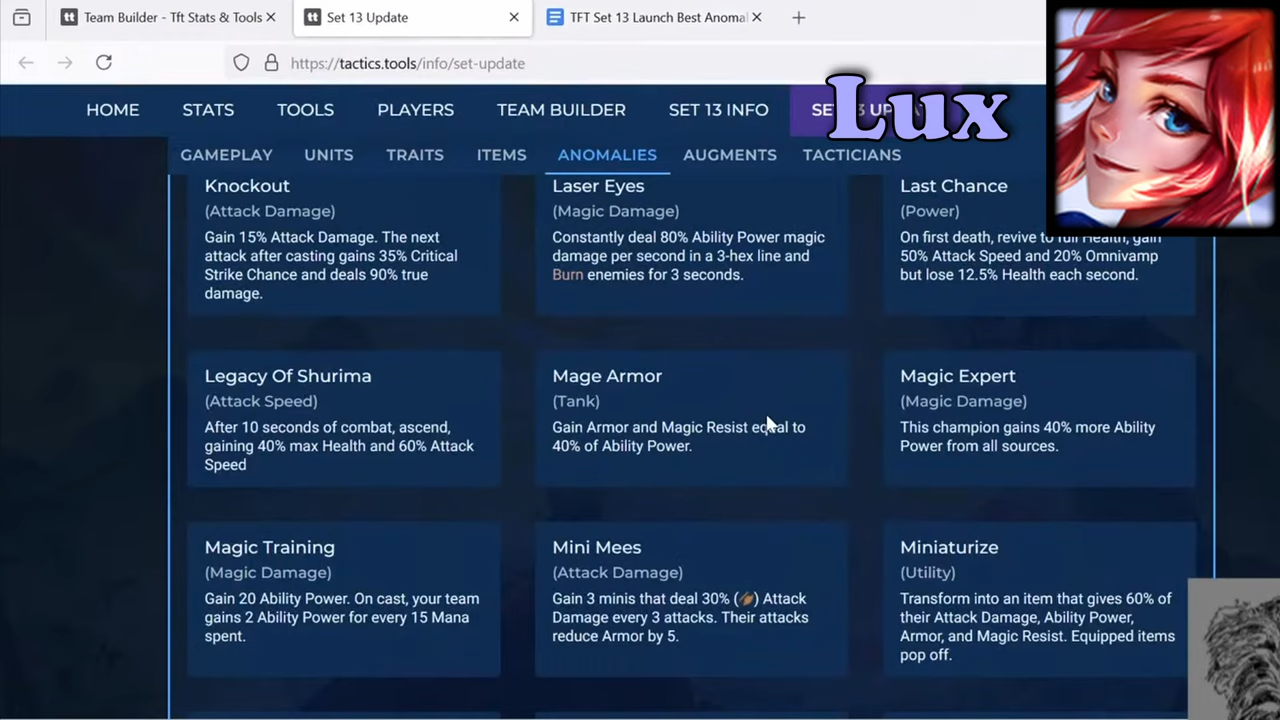 Team Builder - Tft Stats & Tools
Set 13 Update
TFT Set 13 Launch Best Anomal
https://tactics.tools/info/set-update
Lux
HOME
STATS
TOOLS
PLAYERS
TEAM BUILDER
SET 13 INFO
GAMEPLAY
UNITS
TRAITS
ITEMS
ANOMALIES
AUGMENTS
TACTICIANS
Knockout
(Attack Damage)
Gain 15% Attack Damage. The next
attack after casting gains 35% Critical
Strike Chance and deals 90% true
damage.
Laser Eyes
(Magic Damage)
Constantly deal 80% Ability Power magic
damage per second in a 3-hex line and
Burn enemies for 3 seconds.
Last Chance
(Power)
On first death, revive to full Health, gain
50% Attack Speed and 20% Omnivamp
but lose 12.5% Health each second.
Legacy Of Shurima
(Attack Speed)
After 10 seconds of combat, ascend,
gaining 40% max Health and 60% Attack
Speed
Mage Armor
(Tank)
Gain Armor and Magic Resist equal to
40% of Ability Power.
Magic Expert
(Magic Damage)
This champion gains 40% more Ability
Power from all sources.
Magic Training
(Magic Damage)
Gain 20 Ability Power. On cast, your team
gains 2 Ability Power for every 15 Mana
spent.
Mini Mees
(Attack Damage)
Gain 3 minis that deal 30% () Attack
Damage every 3 attacks. Their attacks
reduce Armor by 5.
Miniaturize
(Utility)
Transform into an item that gives 60% of
their Attack Damage, Ability Power,
Armor, and Magic Resist. Equipped items
pop off.